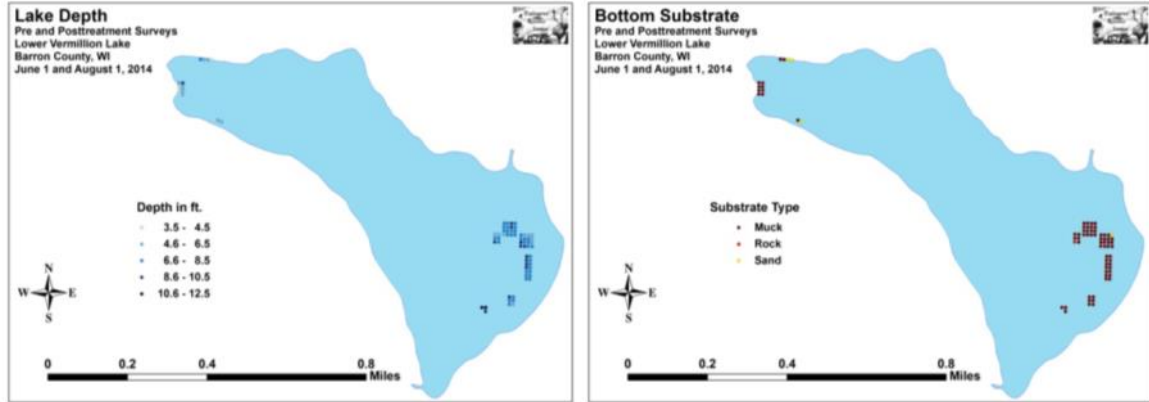 Lake Depth
Pre and Posttreatment Surveys
Lower Vermillion Lake
Barron County, WI
June 1 and August 1, 2014
Depth in ft.
3.5 - 4.5
4.6 - 6.5
6.6 - 8.5
8.6 - 10.5
10.6 - 12.5
N
W E
S
0 0.2 0.4 0.8
Miles
Bottom Substrate
Pre and Posttreatment Surveys
Lower Vermillion Lake
Barron County, WI
June 1 and August 1, 2014
Substrate Type
Muck
Rock
Sand
N
W E
S
0 0.2 0.4 0.8
Miles